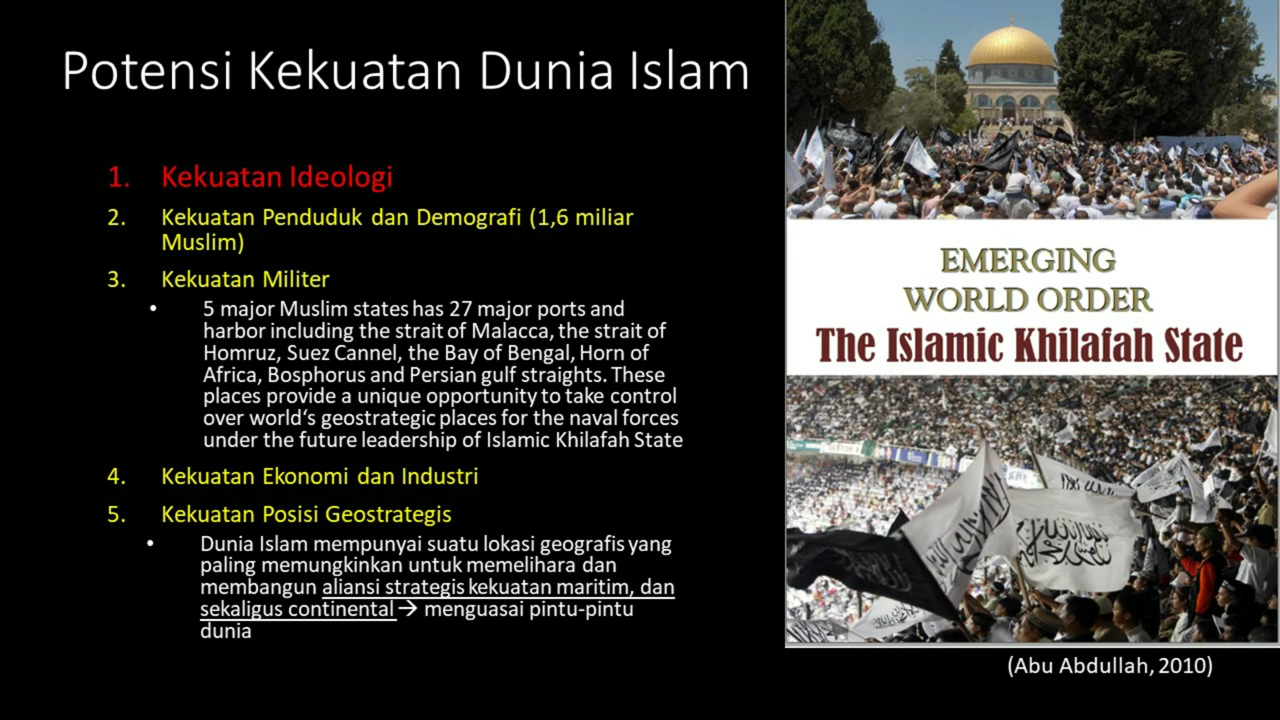 Potensi Kekuatan Dunia Islam
1. Kekuatan Ideologi
2. Kekuatan Penduduk dan Demografi (1,6 miliar
Muslim)
3. Kekuatan Militer
• 5 major Muslim states has 27 major ports and
harbor including the strait of Malacca, the strait of
Homruz, Suez Cannel, the Bay of Bengal, Horn of
Africa, Bosphorus and Persian gulf straights. These
places provide a unique opportunity to take control
over world‘s geostrategic places for the naval forces
under the future leadership of Islamic Khilafah State
4. Kekuatan Ekonomi dan Industri
5. Kekuatan Posisi Geostrategis
• Dunia Islam mempunyai suatu lokasi geografis yang
paling memungkinkan untuk memelihara dan
membangun aliansi strategis kekuatan maritim, dan
sekaligus continental → menguasai pintu-pintu
dunia
EMERGING
WORLD ORDER
The Islamic Khilafah State
(Abu Abdullah, 2010)